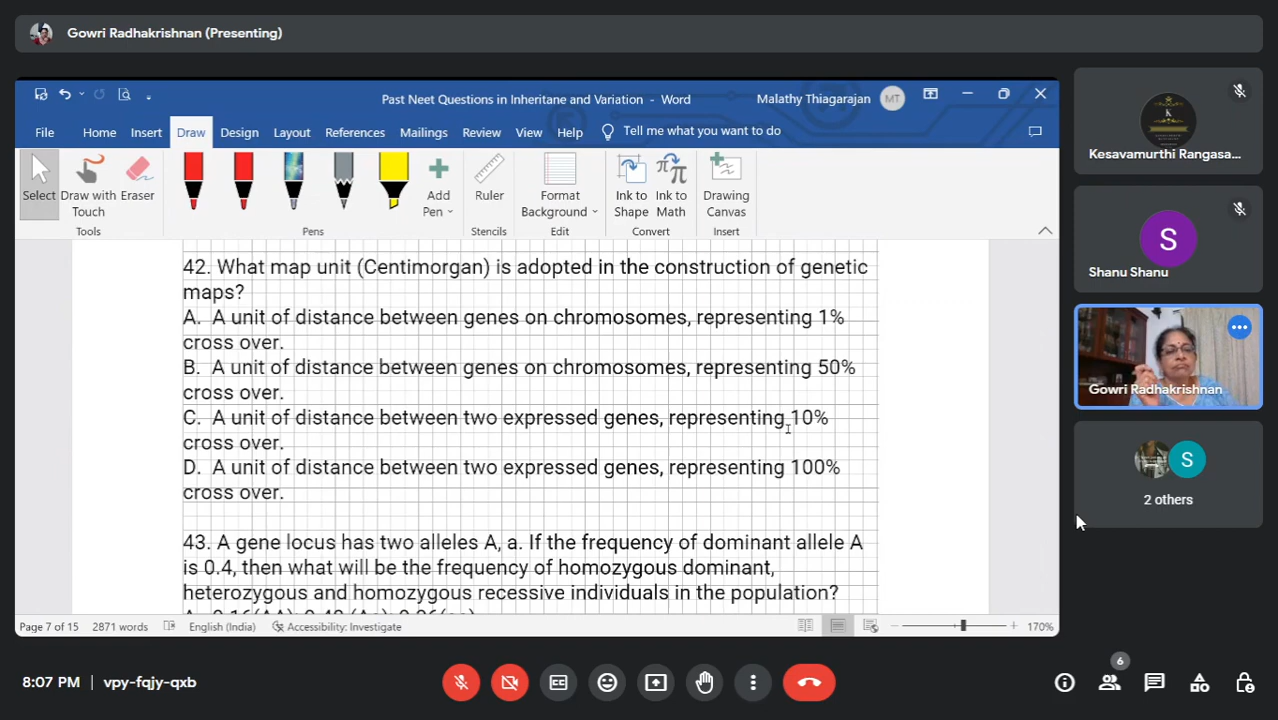 Gowri Radhakrishnan (Presenting)
Past Neet Questions in Inheritane and Variation - Word
Malathy Thiagarajan
MT
File Home Insert Draw Design Layout References Mailings Review View Help Tell me what you want to do
Select
Draw with Touch
Eraser
Add Pen
Ruler
Format Background
Ink to Shape
Ink to Math
Drawing Canvas
Tools Pens Stencils Edit Convert Insert
42. What map unit (Centimorgan) is adopted in the construction of genetic
maps?
A. A unit of distance between genes on chromosomes, representing 1%
cross over.
B. A unit of distance between genes on chromosomes, representing 50%
cross over.
C. A unit of distance between two expressed genes, representing 10%
cross over.
D. A unit of distance between two expressed genes, representing 100%
cross over.
43. A gene locus has two alleles A, a. If the frequency of dominant allele A
is 0.4, then what will be the frequency of homozygous dominant,
heterozygous and homozygous recessive individuals in the population?
Page 7 of 15 2871 words English (India) Accessibility: Investigate 170%
K
Kesavamurthi Rangasa...
S
Shanu Shanu
Gowri Radhakrishnan
S
2 others
8:07 PM | vpy-fqjy-qxb
6